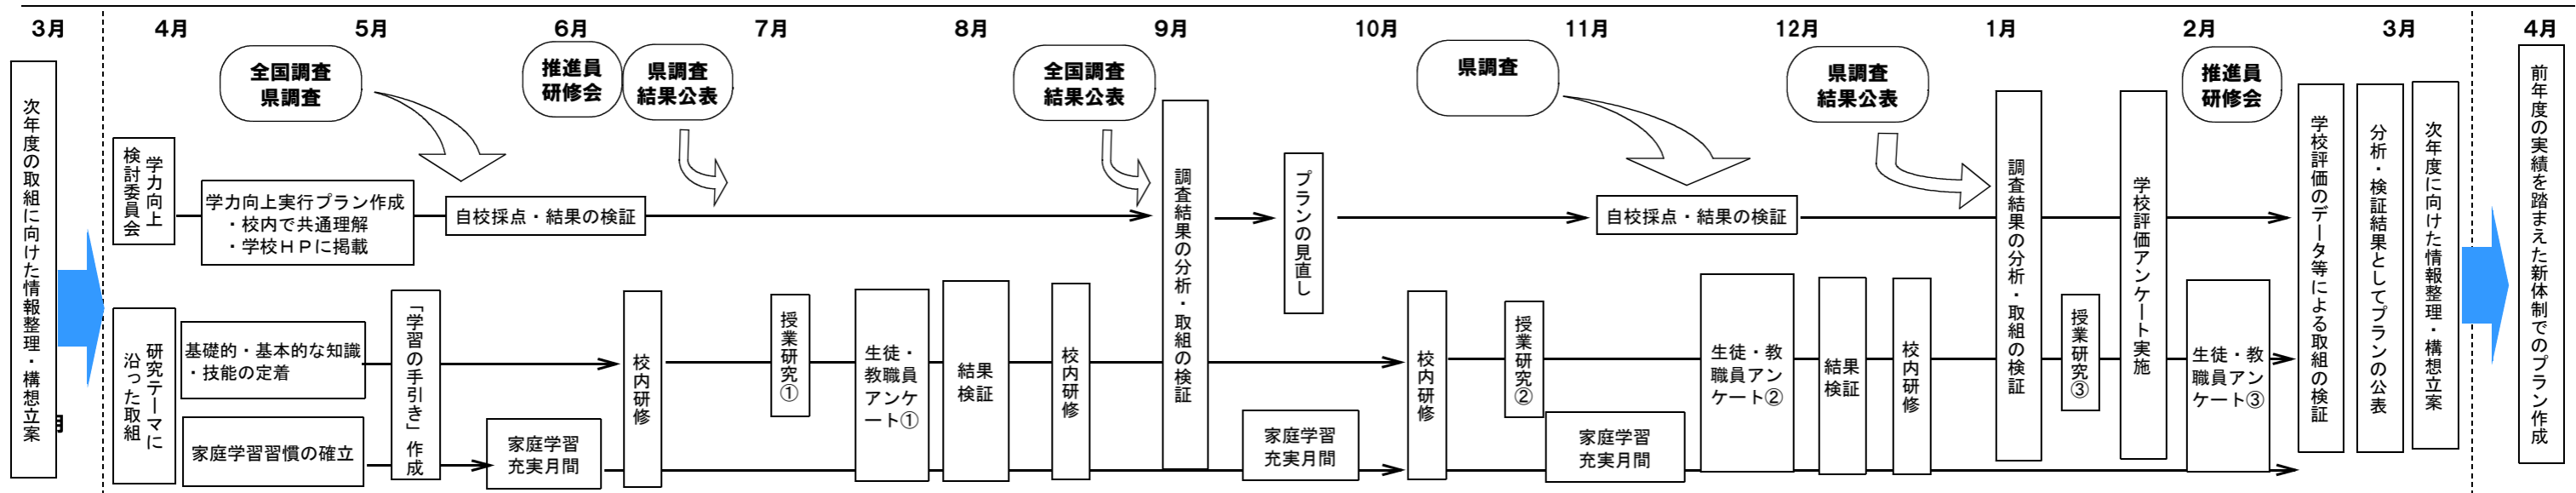 3月
4月
5月
6月
7月
8月
9月
10月
11月
12月
1月
2月
3月
4月
全国調査
県調査
推進員
研修会
県調査
結果公表
全国調査
結果公表
県調査
県調査
結果公表
推進員
研修会
次年度の取組に向けた情報整理・構想立案
月
学力向上
検討委員会
学力向上実行プラン作成
・校内で共通理解
・学校HPに掲載
自校採点・結果の検証
調査結果の分析・取組の検証
プランの見直し
自校採点・結果の検証
調査結果の分析・取組の検証
学校評価アンケート実施
学校評価のデータ等による取組の検証
分析・検証結果としてプランの公表
次年度に向けた情報整理・構想立案
前年度の実績を踏まえた新体制でのプラン作成
研究テーマに
沿った取組
基礎的・基本的な知識
・技能の定着
家庭学習習慣の確立
「学習の手引き」作成
家庭学習
充実月間
校内研修
授業研究①
生徒・
教職員
アンケ
ート①
結果
検証
校内研修
家庭学習
充実月間
校内研修
授業研究②
家庭学習
充実月間
生徒・教
職員アン
ケート②
結果
検証
校内研修
授業研究③
生徒・教
職員アン
ケート③